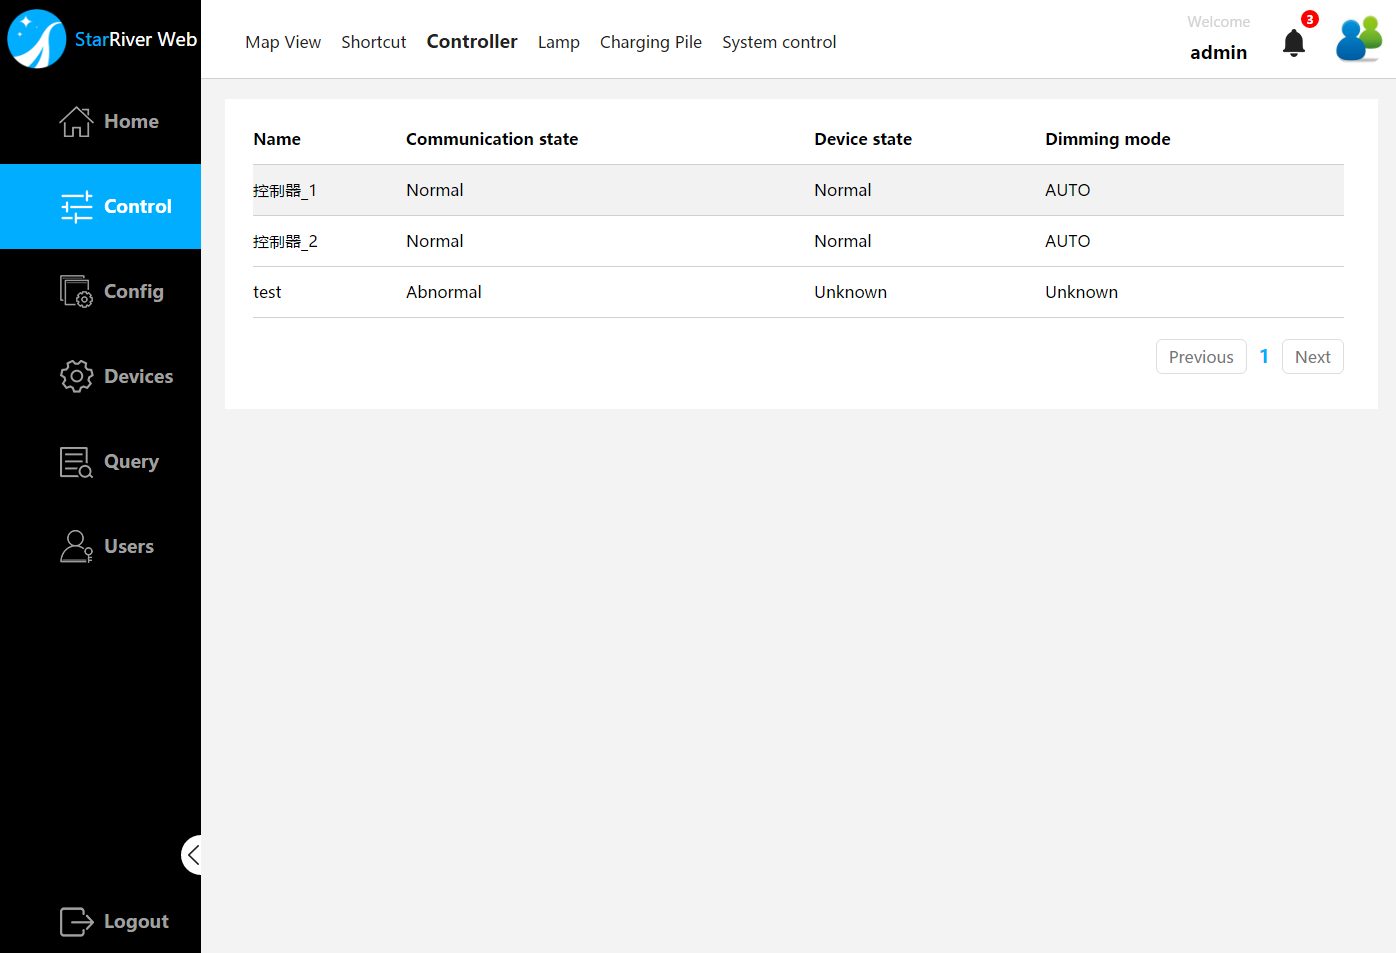 StarRiver Web
Map View Shortcut Controller Lamp Charging Pile System control
Welcome
admin
3
Home
Control
Config
Devices
Query
Users
Logout
Name Communication state Device state Dimming mode
控制器_1 Normal Normal AUTO
控制器_2 Normal Normal AUTO
test Abnormal Unknown Unknown
Previous 1 Next